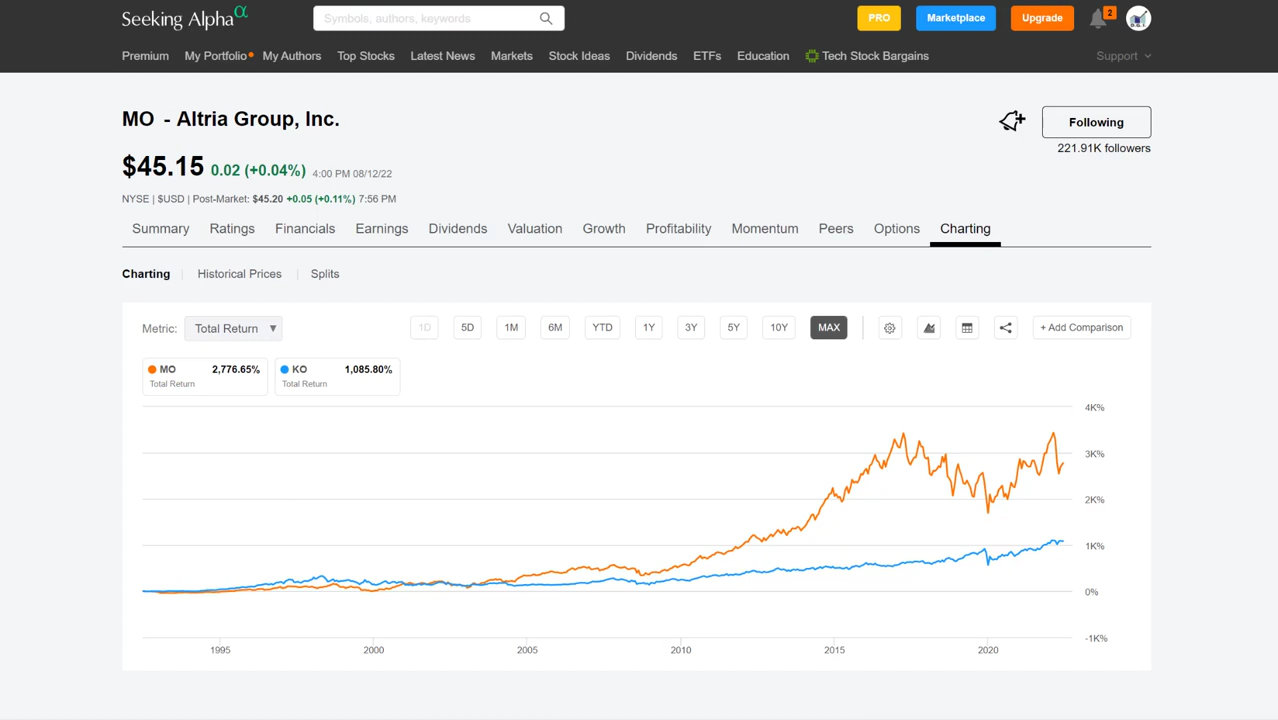 Seeking Alpha α
Symbols, authors, keywords
PRO Marketplace Upgrade 2
Premium My Portfolio My Authors Top Stocks Latest News Markets Stock Ideas Dividends ETFs Education Tech Stock Bargains Support
MO - Altria Group, Inc.
Following
$45.15 0.02 (+0.04%) 4:00 PM 08/12/22
221.91K followers
NYSE | $USD | Post-Market: $45.20 +0.05 (+0.11%) 7:56 PM
Summary Ratings Financials Earnings Dividends Valuation Growth Profitability Momentum Peers Options Charting
Charting | Historical Prices | Splits
Metric: Total Return ▼ 1D 5D 1M 6M YTD 1Y 3Y 5Y 10Y MAX + Add Comparison
MO 2,776.65% KO 1,085.80%
Total Return Total Return
4K%
3K%
2K%
1K%
0%
-1K%
1995 2000 2005 2010 2015 2020